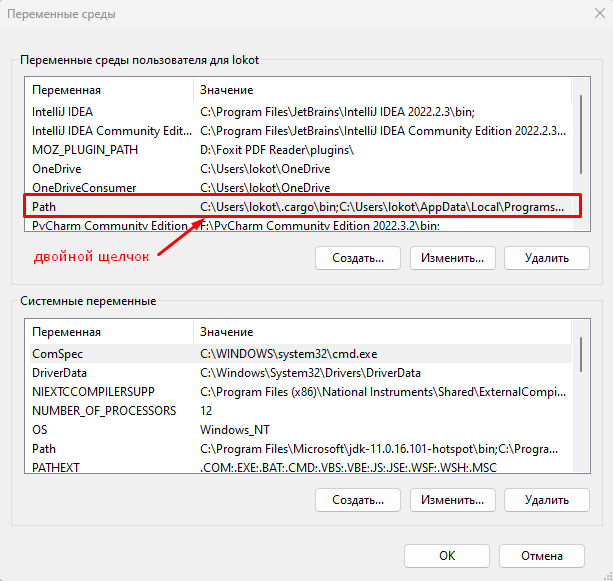 Переменные среды
Переменные среды пользователя для lokot
Переменная Значение
IntelliJ IDEA C:\Program Files\JetBrains\IntelliJ IDEA 2022.2.3\bin;
IntelliJ IDEA Community Edit... C:\Program Files\JetBrains\IntelliJ IDEA Community Edition 2022.2.3...
MOZ_PLUGIN_PATH D:\Foxit PDF Reader\plugins\
OneDrive C:\Users\lokot\OneDrive
OneDriveConsumer C:\Users\lokot\OneDrive
Path C:\Users\lokot\.cargo\bin;C:\Users\lokot\AppData\Local\Programs...
PyCharm Community Edition F:\PyCharm Community Edition 2022.3.2\bin;
двойной щелчок
Создать... Изменить... Удалить
Системные переменные
Переменная Значение
ComSpec C:\WINDOWS\system32\cmd.exe
DriverData C:\Windows\System32\Drivers\DriverData
NIEXTCCOMPILERSUPP C:\Program Files (x86)\National Instruments\Shared\ExternalCompi...
NUMBER_OF_PROCESSORS 12
OS Windows_NT
Path C:\Program Files\Microsoft\jdk-11.0.16.101-hotspot\bin;C:\Progra...
PATHEXT .COM;.EXE;.BAT;.CMD;.VBS;.VBE;.JS;.JSE;.WSF;.WSH;.MSC
Создать... Изменить... Удалить
ОК Отмена